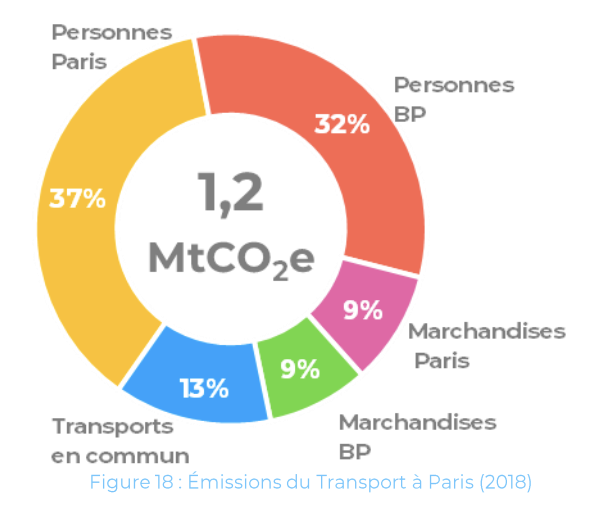 Personnes
Paris
Personnes
BP
32%
37%
1,2
MtCO₂e
9%
Marchandises
Paris
9%
13%
Marchandises
BP
Transports
en commun
Figure 18 : Émissions du Transport à Paris (2018)